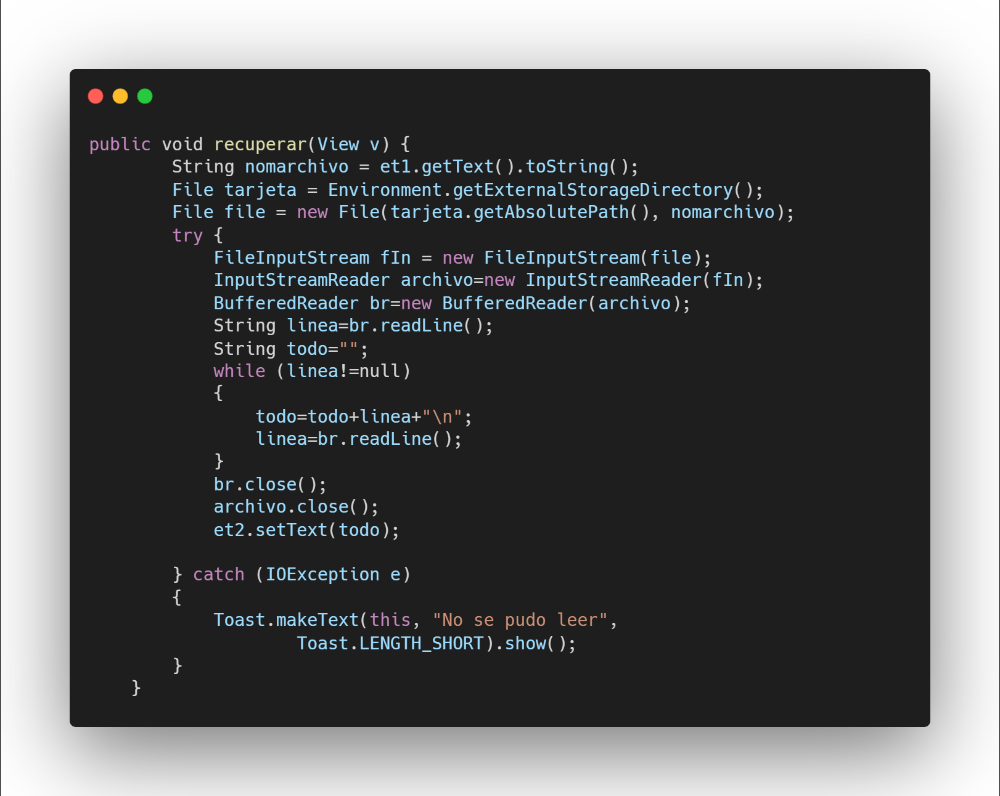 public void recuperar(View v) {
        String nomarchivo = et1.getText().toString();
        File tarjeta = Environment.getExternalStorageDirectory();
        File file = new File(tarjeta.getAbsolutePath(), nomarchivo);
        try {
            FileInputStream fIn = new FileInputStream(file);
            InputStreamReader archivo=new InputStreamReader(fIn);
            BufferedReader br=new BufferedReader(archivo);
            String linea=br.readLine();
            String todo="";
            while (linea!=null)
            {
                todo=todo+linea+"\n";
                linea=br.readLine();
            }
            br.close();
            archivo.close();
            et2.setText(todo);

        } catch (IOException e)
        {
            Toast.makeText(this, "No se pudo leer",
                    Toast.LENGTH_SHORT).show();
        }
    }